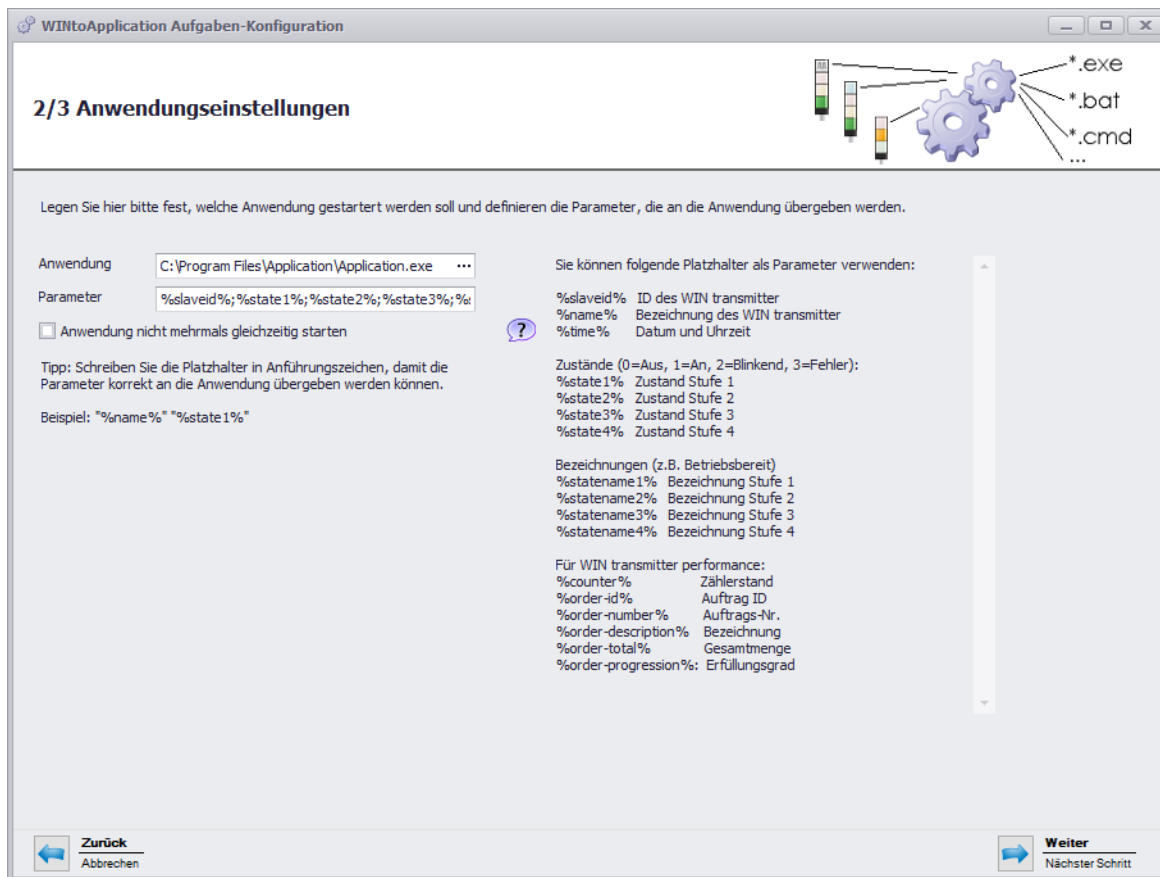 WINtoApplication Aufgaben-Konfiguration
2/3 Anwendungseinstellungen
*.exe
*.bat
*.cmd
...
Legen Sie hier bitte fest, welche Anwendung gestartert werden soll und definieren die Parameter, die an die Anwendung übergeben werden.
Anwendung C:\Program Files\Application\Application.exe ...
Parameter %slaveid%;%state1%;%state2%;%state3%;%
Anwendung nicht mehrmals gleichzeitig starten ?
Tipp: Schreiben Sie die Platzhalter in Anführungszeichen, damit die
Parameter korrekt an die Anwendung übergeben werden können.
Beispiel: "%name%" "%state1%"
Sie können folgende Platzhalter als Parameter verwenden:
%slaveid% ID des WIN transmitter
%name% Bezeichnung des WIN transmitter
%time% Datum und Uhrzeit
Zustände (0=Aus, 1=An, 2=Blinkend, 3=Fehler):
%state1% Zustand Stufe 1
%state2% Zustand Stufe 2
%state3% Zustand Stufe 3
%state4% Zustand Stufe 4
Bezeichnungen (z.B. Betriebsbereit)
%statename1% Bezeichnung Stufe 1
%statename2% Bezeichnung Stufe 2
%statename3% Bezeichnung Stufe 3
%statename4% Bezeichnung Stufe 4
Für WIN transmitter performance:
%counter% Zählerstand
%order-id% Auftrag ID
%order-number% Auftrags-Nr.
%order-description% Bezeichnung
%order-total% Gesamtmenge
%order-progression%: Erfüllungsgrad
Zurück
Abbrechen
Weiter
Nächster Schritt